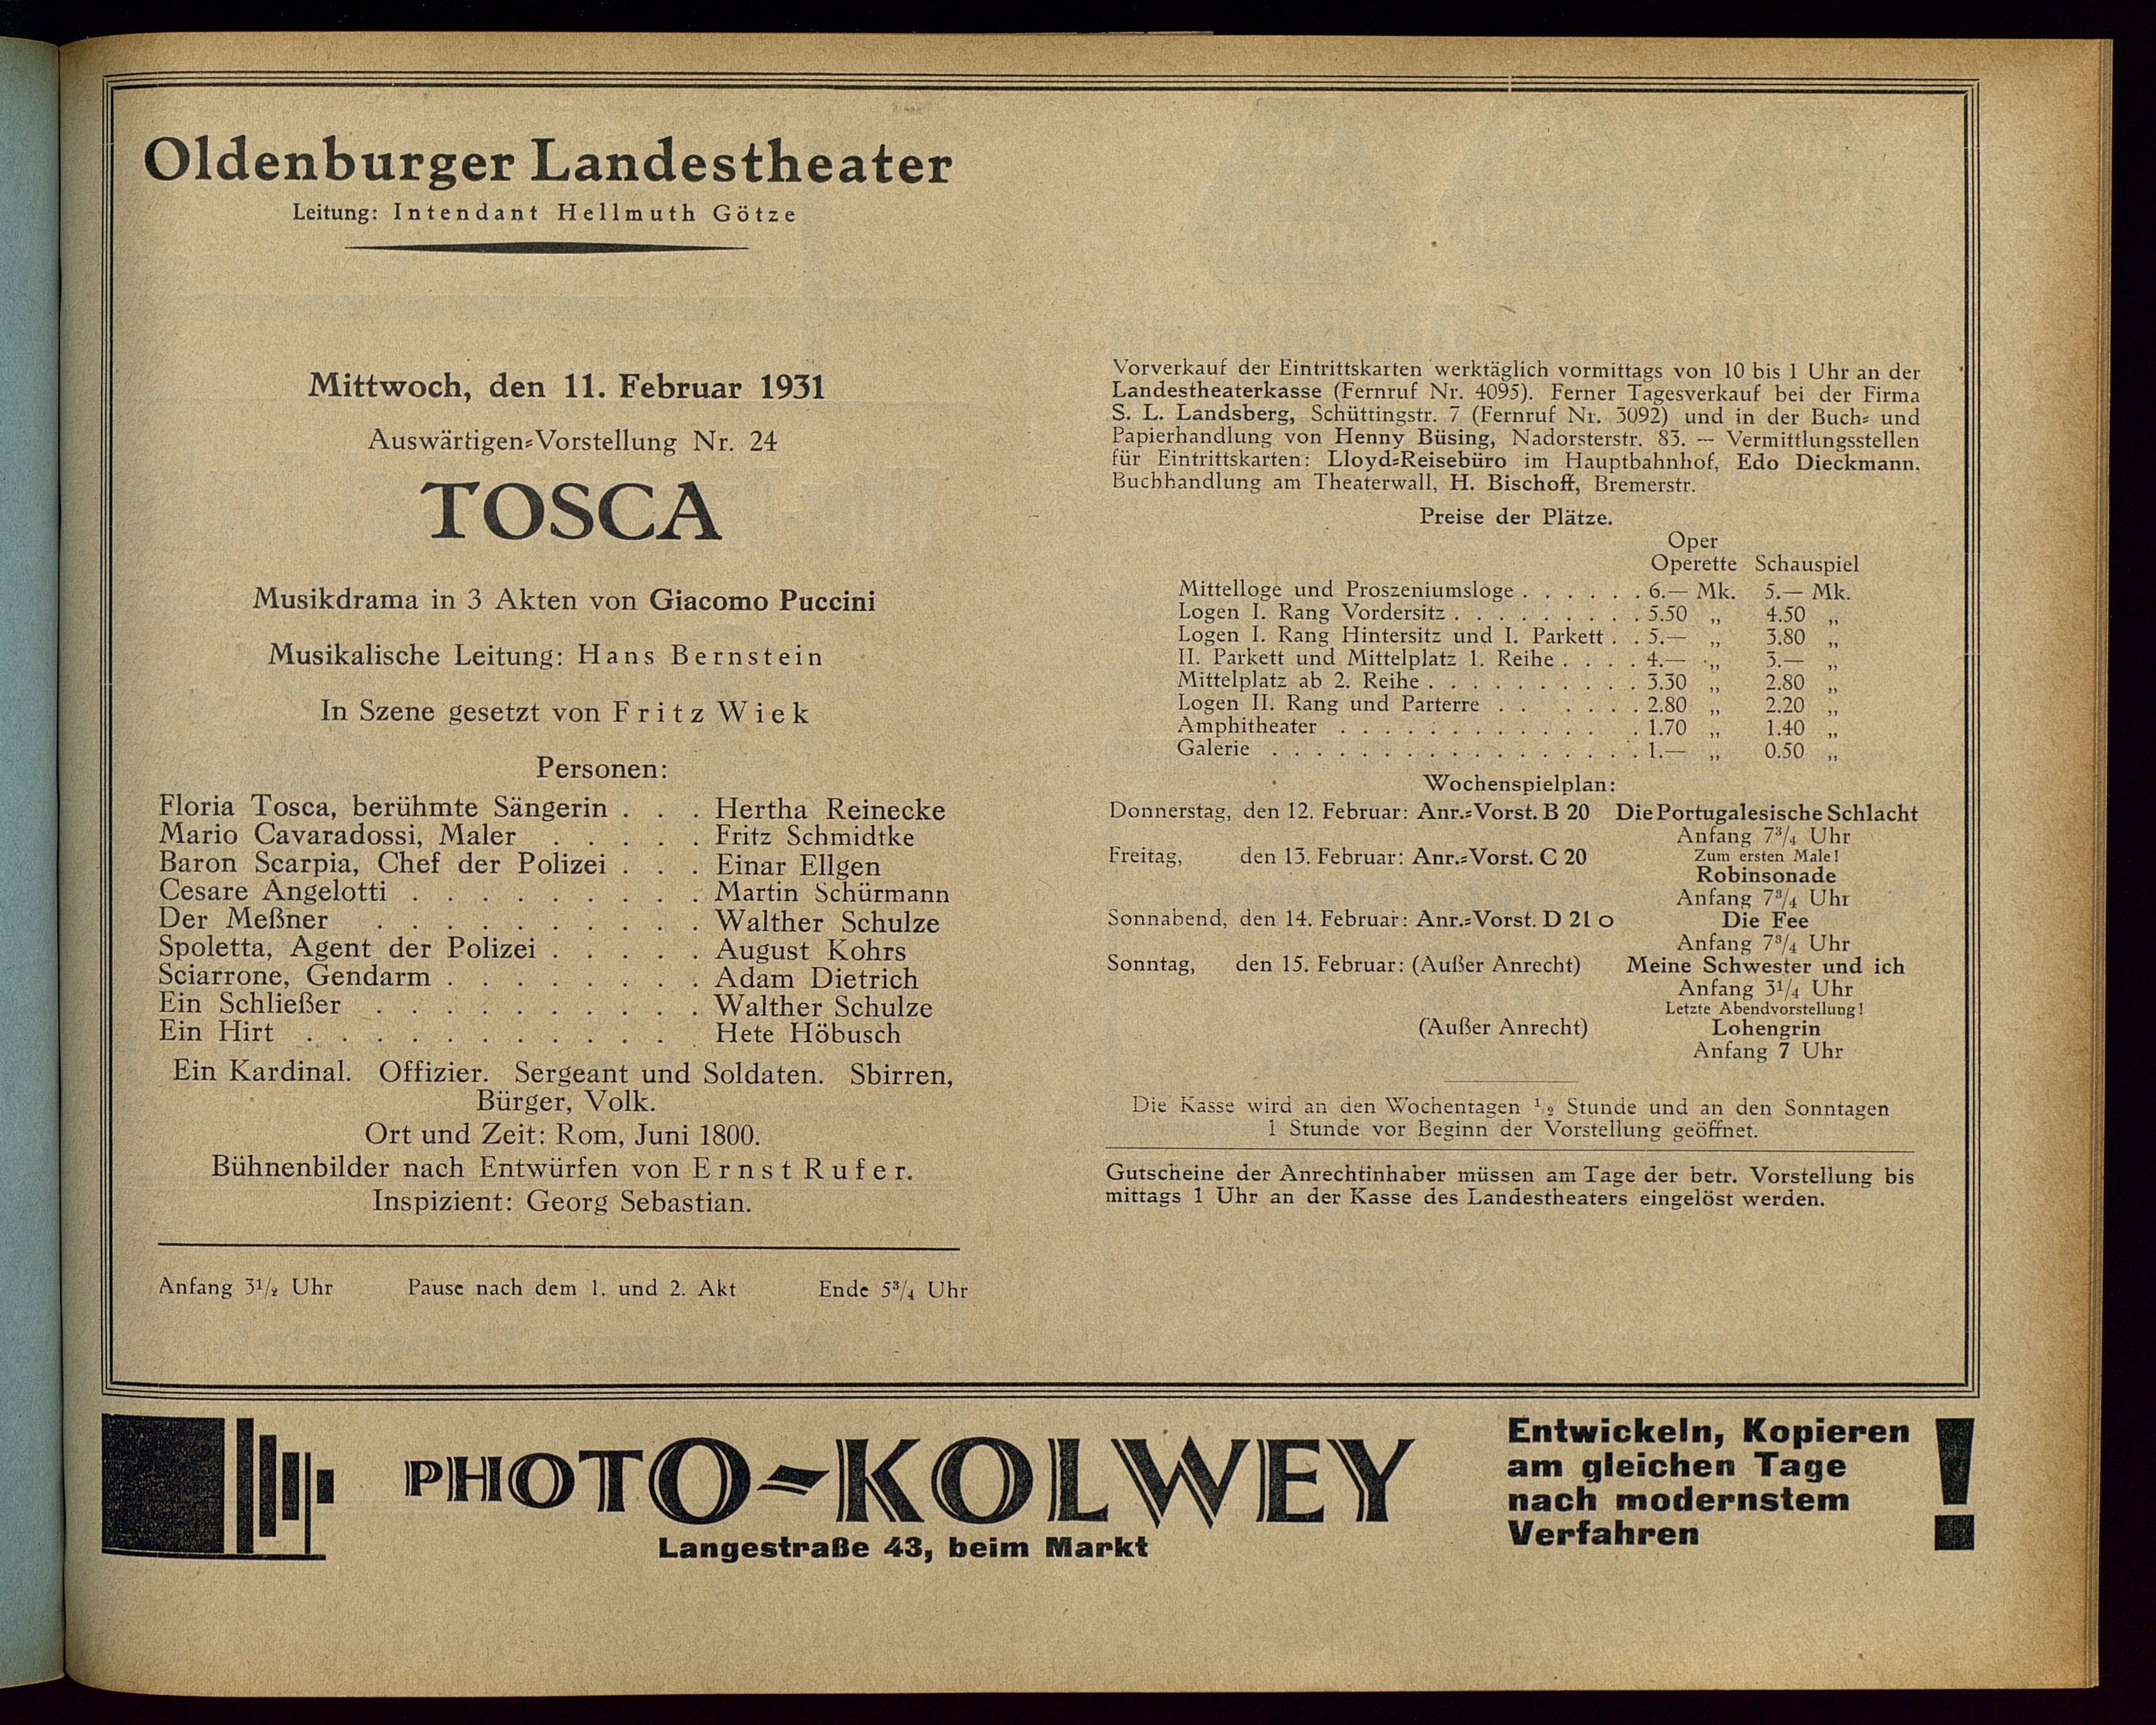 Oldenburger Landestheater
Leitung: Intendant Hellmuth Götze
Mittwoch, den 11. Februar 1931
Auswärtigen-Vorstellung Nr. 24
TOSCA
Musikdrama in 3 Akten von Giacomo Puccini
Musikalische Leitung: Hans Bernstein
In Szene gesetzt von Fritz Wiek
Personen:
Floria Tosca, berühmte Sängerin . . . Hertha Reinecke
Mario Cavaradossi, Maler . . . . . Fritz Schmidtke
Baron Scarpia, Chef der Polizei . . . Einar Ellgen
Cesare Angelotti . . . . . . . . . Martin Schürmann
Der Meßner . . . . . . . . . . Walther Schulze
Spoletta, Agent der Polizei . . . . . August Kohrs
Sciarrone, Gendarm . . . . . . . . Adam Dietrich
Ein Schließer . . . . . . . . . . Walther Schulze
Ein Hirt . . . . . . . . . . . . Hete Höbusch
Ein Kardinal. Offizier. Sergeant und Soldaten. Sbirren,
Bürger, Volk.
Ort und Zeit: Rom, Juni 1800.
Bühnenbilder nach Entwürfen von Ernst Rufer.
Inspizient: Georg Sebastian.
Anfang 3½ Uhr Pause nach dem 1. und 2. Akt Ende 5¾ Uhr
Vorverkauf der Eintrittskarten werktäglich vormittags von 10 bis 1 Uhr an der
Landestheaterkasse (Fernruf Nr. 4095). Ferner Tagesverkauf bei der Firma
S. L. Landsberg, Schüttingstr. 7 (Fernruf Nr. 3092) und in der Buch- und
Papierhandlung von Henny Büsing, Nadorsterstr. 83. — Vermittlungsstellen
für Eintrittskarten: Lloyd-Reisebüro im Hauptbahnhof, Edo Dieckmann,
Buchhandlung am Theaterwall, H. Bischoff, Bremerstr.
Preise der Plätze.
Oper
Operette Schauspiel
Mittelloge und Proszeniumsloge . . . . . . 6.— Mk. 5.— Mk.
Logen I. Rang Vordersitz . . . . . . . . . 5.50 „ 4.50 „
Logen I. Rang Hintersitz und I. Parkett . . 5.— „ 3.80 „
II. Parkett und Mittelplatz 1. Reihe . . . . 4.— „ 3.— „
Mittelplatz ab 2. Reihe . . . . . . . . . . 3.30 „ 2.80 „
Logen II. Rang und Parterre . . . . . . 2.80 „ 2.20 „
Amphitheater . . . . . . . . . . . . . 1.70 „ 1.40 „
Galerie . . . . . . . . . . . . . . . . 1.— „ 0.50 „
Wochenspielplan:
Donnerstag, den 12. Februar: Anr.-Vorst. B 20 Die Portugalesische Schlacht
Anfang 7¾ Uhr
Freitag, den 13. Februar: Anr.-Vorst. C 20 Zum ersten Male!
Robinsonade
Anfang 7¾ Uhr
Sonnabend, den 14. Februar: Anr.-Vorst. D 21 o Die Fee
Anfang 7¾ Uhr
Sonntag, den 15. Februar: (Außer Anrecht) Meine Schwester und ich
Anfang 3¼ Uhr
Letzte Abendvorstellung!
(Außer Anrecht) Lohengrin
Anfang 7 Uhr
Die Kasse wird an den Wochentagen ½ Stunde und an den Sonntagen
1 Stunde vor Beginn der Vorstellung geöffnet.
Gutscheine der Anrechtinhaber müssen am Tage der betr. Vorstellung bis
mittags 1 Uhr an der Kasse des Landestheaters eingelöst werden.
PHOTO-KOLWEY
Langestraße 43, beim Markt
Entwickeln, Kopieren
am gleichen Tage
nach modernstem
Verfahren !